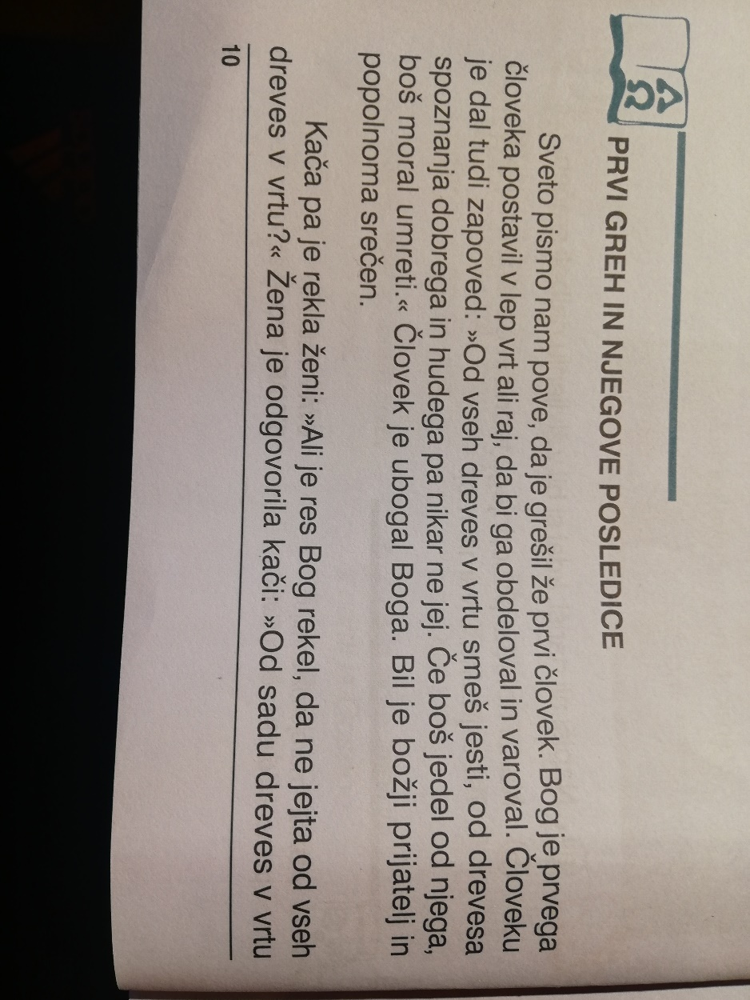 PRVI GREH IN NJEGOVE POSLEDICE
Sveto pismo nam pove, da je grešil že prvi človek. Bog je prvega
človeka postavil v lep vrt ali raj, da bi ga obdeloval in varoval. Človeku
je dal tudi zapoved: »Od vseh dreves v vrtu smeš jesti, od drevesa
spoznanja dobrega in hudega pa nikar ne jej. Če boš jedel od njega,
boš moral umreti.« Človek je ubogal Boga. Bil je božji prijatelj in
popolnoma srečen.
Kača pa je rekla ženi: »Ali je res Bog rekel, da ne jejta od vseh
dreves v vrtu?« Žena je odgovorila kači: »Od sadu dreves v vrtu
10